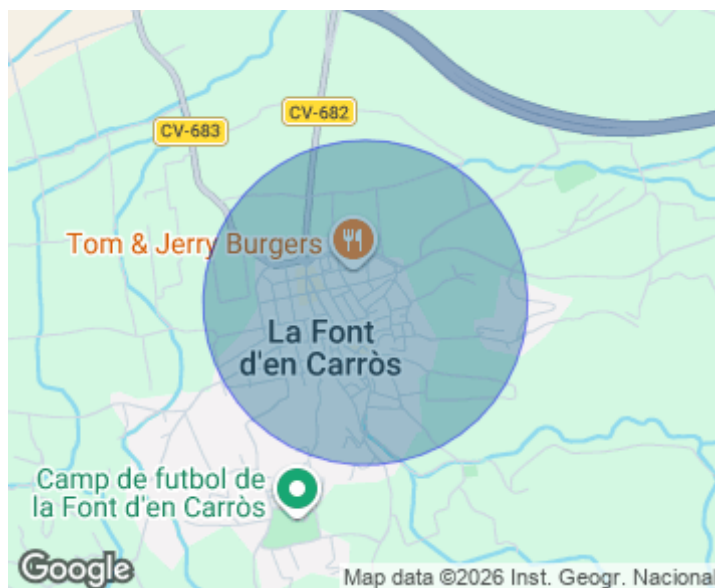 CV-682
CV-683
Tom & Jerry Burgers
La Font
d'en Carròs
Camp de futbol de
la Font d'en Carròs
Google
Map data ©2026 Inst. Geogr. Nacional